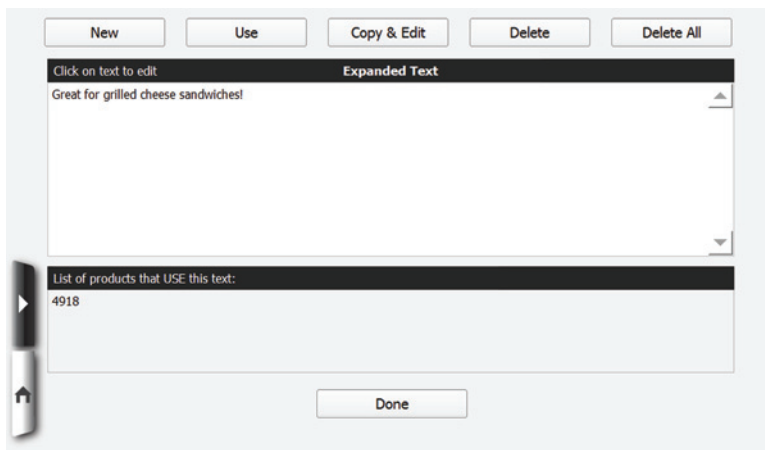 New Use Copy & Edit Delete Delete All
Click on text to edit Expanded Text
Great for grilled cheese sandwiches!
List of products that USE this text:
4918
Done